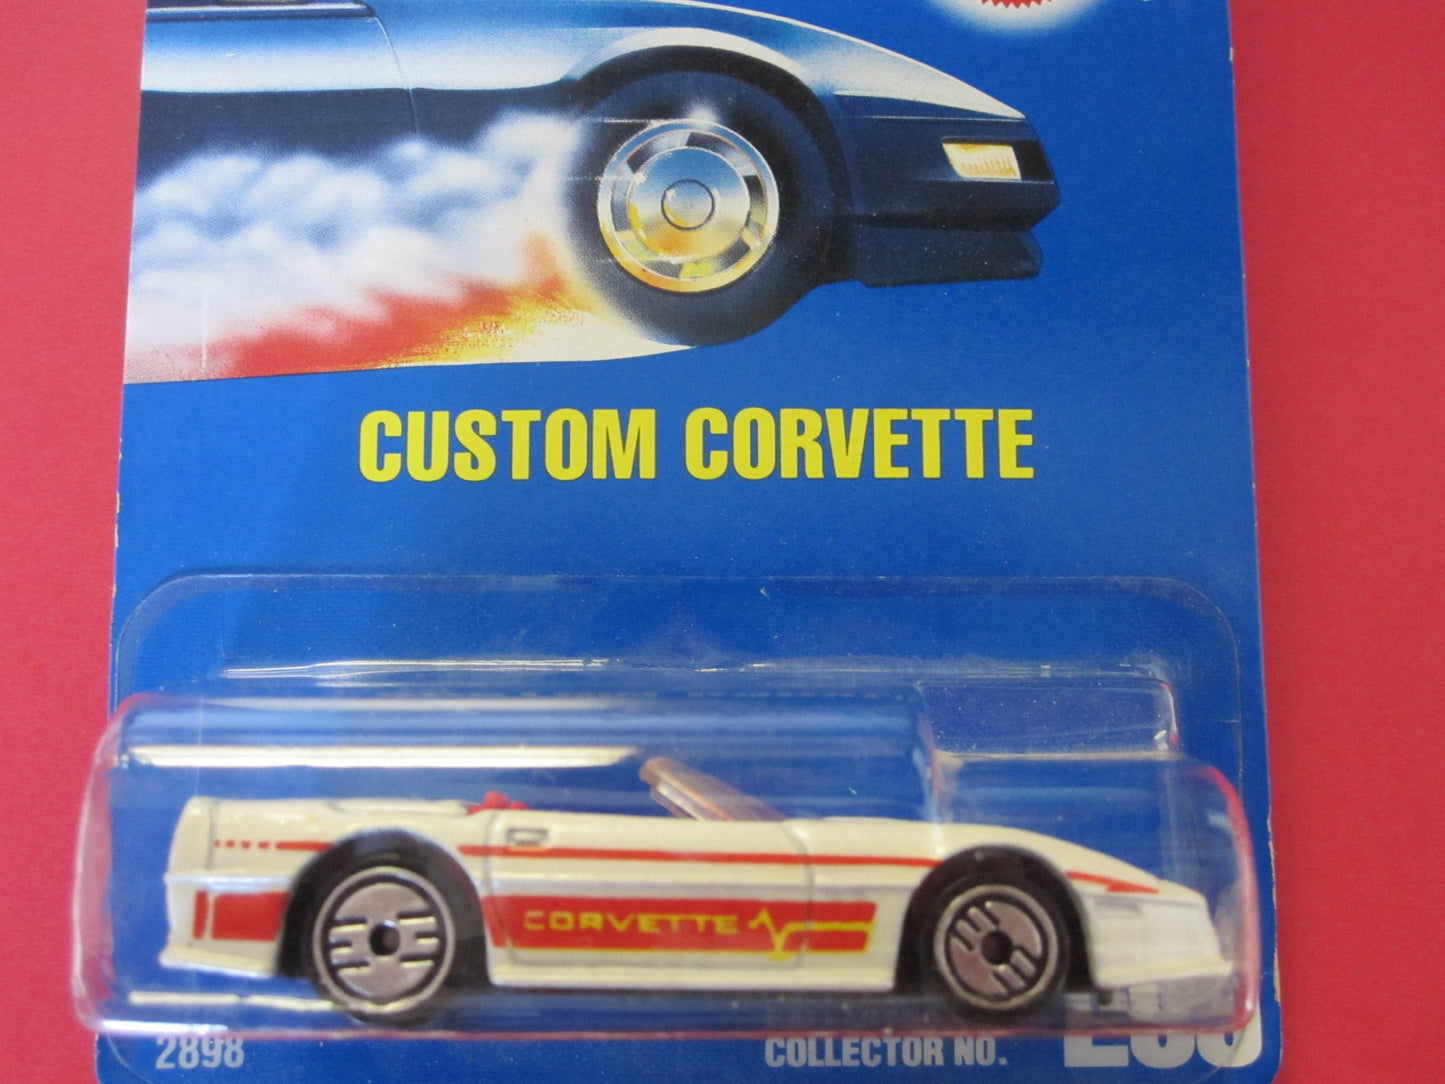 CUSTOM CORVETTE
CORVETTE
2898
COLLECTOR NO.